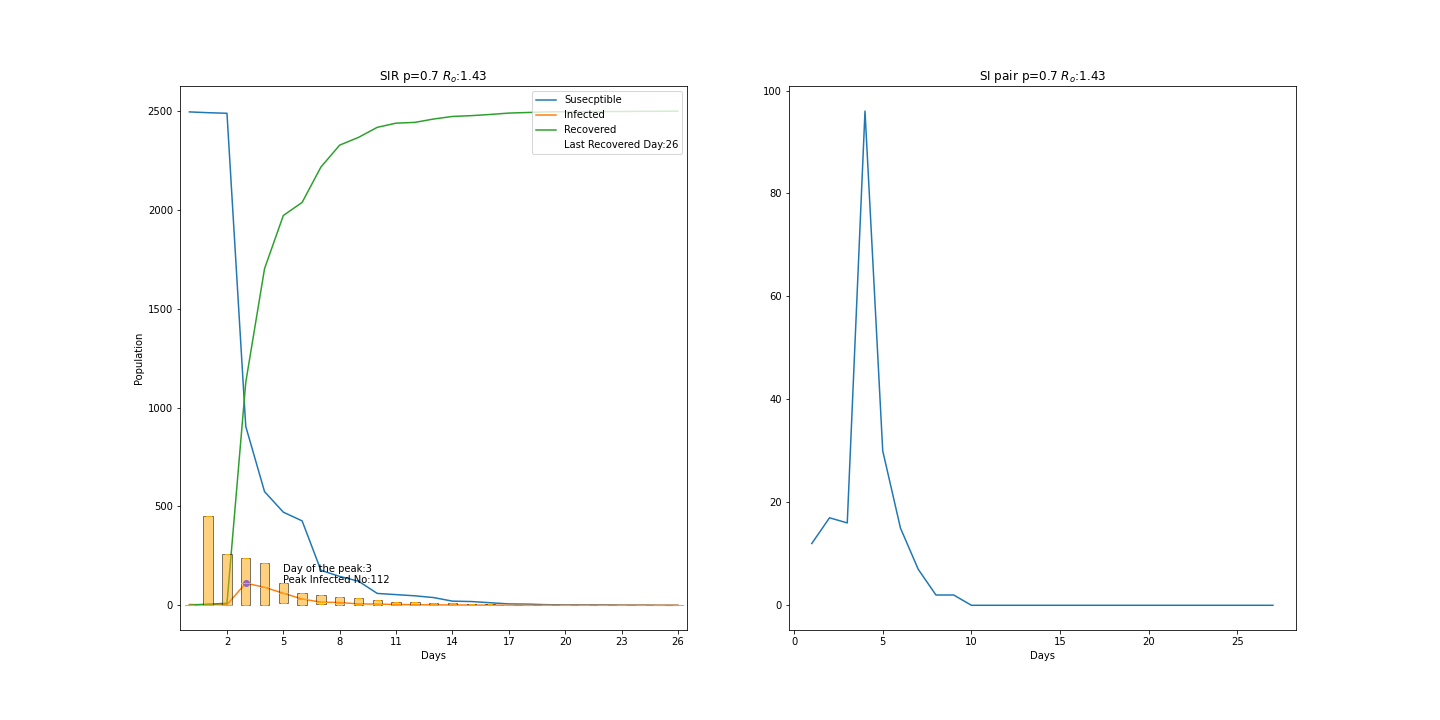 SIR p=0.7 Rₒ:1.43
2500
2000
1500
1000
500
0
Population
Susecptible
Infected
Recovered
Last Recovered Day:26
Day of the peak:3
Peak Infected No:112
2 5 8 11 14 17 20 23 26
Days
SI pair p=0.7 Rₒ:1.43
100
80
60
40
20
0
0 5 10 15 20 25
Days